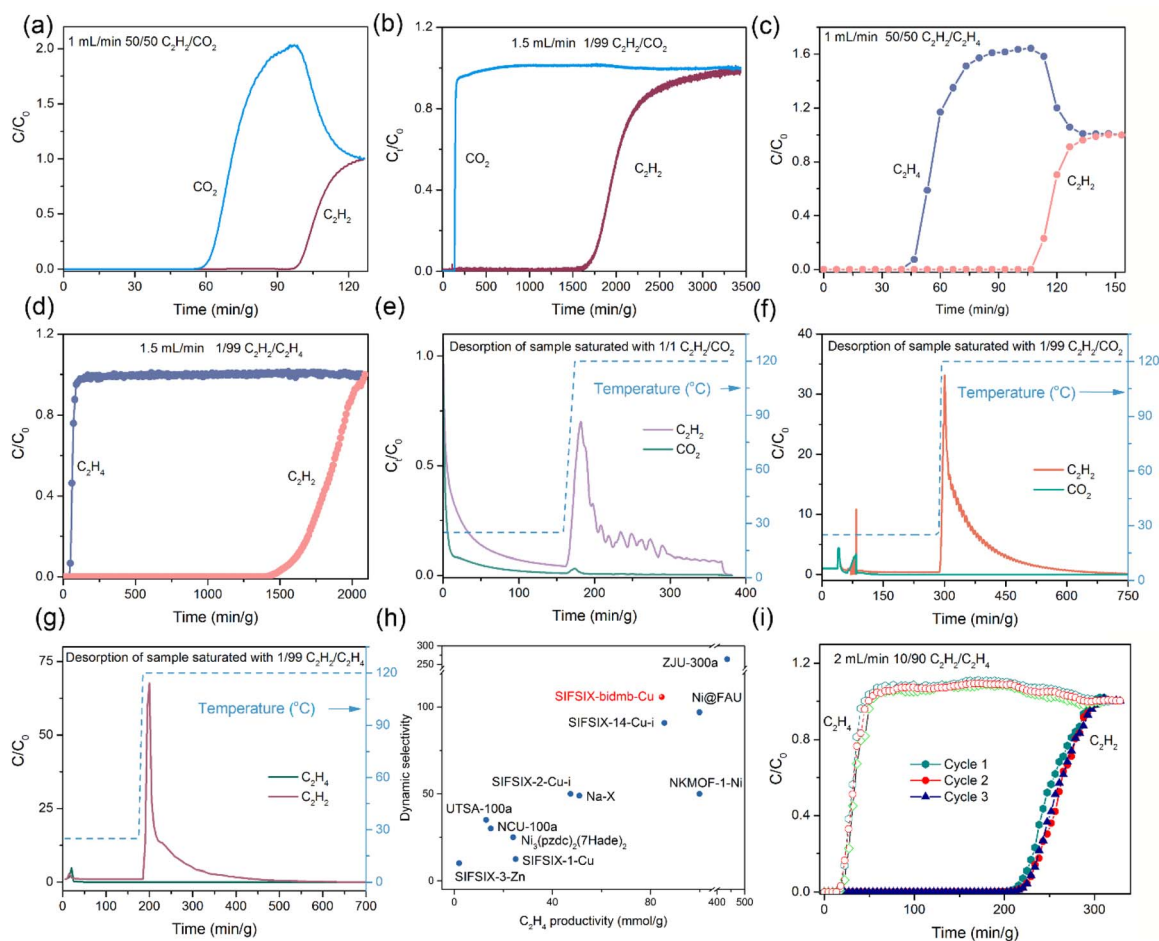 (a)
1 mL/min 50/50 C₂H₂/CO₂
2.0
1.5
1.0
0.5
0.0
C/C₀
CO₂
C₂H₂
0 30 60 90 120
Time (min/g)
(b)
1.5 mL/min 1/99 C₂H₂/CO₂
1.2
0.8
0.4
0.0
Cₜ/C₀
CO₂
C₂H₂
0 500 1000 1500 2000 2500 3000 3500
Time (min/g)
(c)
1 mL/min 50/50 C₂H₂/C₂H₄
1.6
1.2
0.8
0.4
0.0
C/C₀
C₂H₄
C₂H₂
0 30 60 90 120 150
Time (min/g)
(d)
1.5 mL/min 1/99 C₂H₂/C₂H₄
1.2
0.8
0.4
0.0
C/C₀
C₂H₄
C₂H₂
0 500 1000 1500 2000
Time (min/g)
(e)
Desorption of sample saturated with 1/1 C₂H₂/CO₂
1.0
0.5
0.0
Cₜ/C₀
Temperature (°C)
C₂H₂
CO₂
120
90
60
30
0
0 100 200 300 400
Time (min/g)
(f)
Desorption of sample saturated with 1/99 C₂H₂/CO₂
40
35
30
25
20
15
10
5
0
C/C₀
Temperature (°C)
C₂H₂
CO₂
120
90
60
30
0
0 150 300 450 600 750
Time (min/g)
(g)
Desorption of sample saturated with 1/99 C₂H₂/C₂H₄
75
50
25
0
C/C₀
Temperature (°C)
C₂H₄
C₂H₂
120
90
60
30
0
0 100 200 300 400 500 600 700
Time (min/g)
(h)
300
250
100
50
0
Dynamic selectivity
ZJU-300a
SIFSIX-bidmb-Cu
Ni@FAU
SIFSIX-14-Cu-i
SIFSIX-2-Cu-i
Na-X
NKMOF-1-Ni
UTSA-100a
NCU-100a
Ni₃(pzdc)₂(7Hade)₂
SIFSIX-1-Cu
SIFSIX-3-Zn
0 40 80 400 440
C₂H₄ productivity (mmol/g)
(i)
2 mL/min 10/90 C₂H₂/C₂H₄
1.2
0.8
0.4
0.0
C/C₀
C₂H₄
C₂H₂
Cycle 1
Cycle 2
Cycle 3
0 100 200 300
Time (min/g)